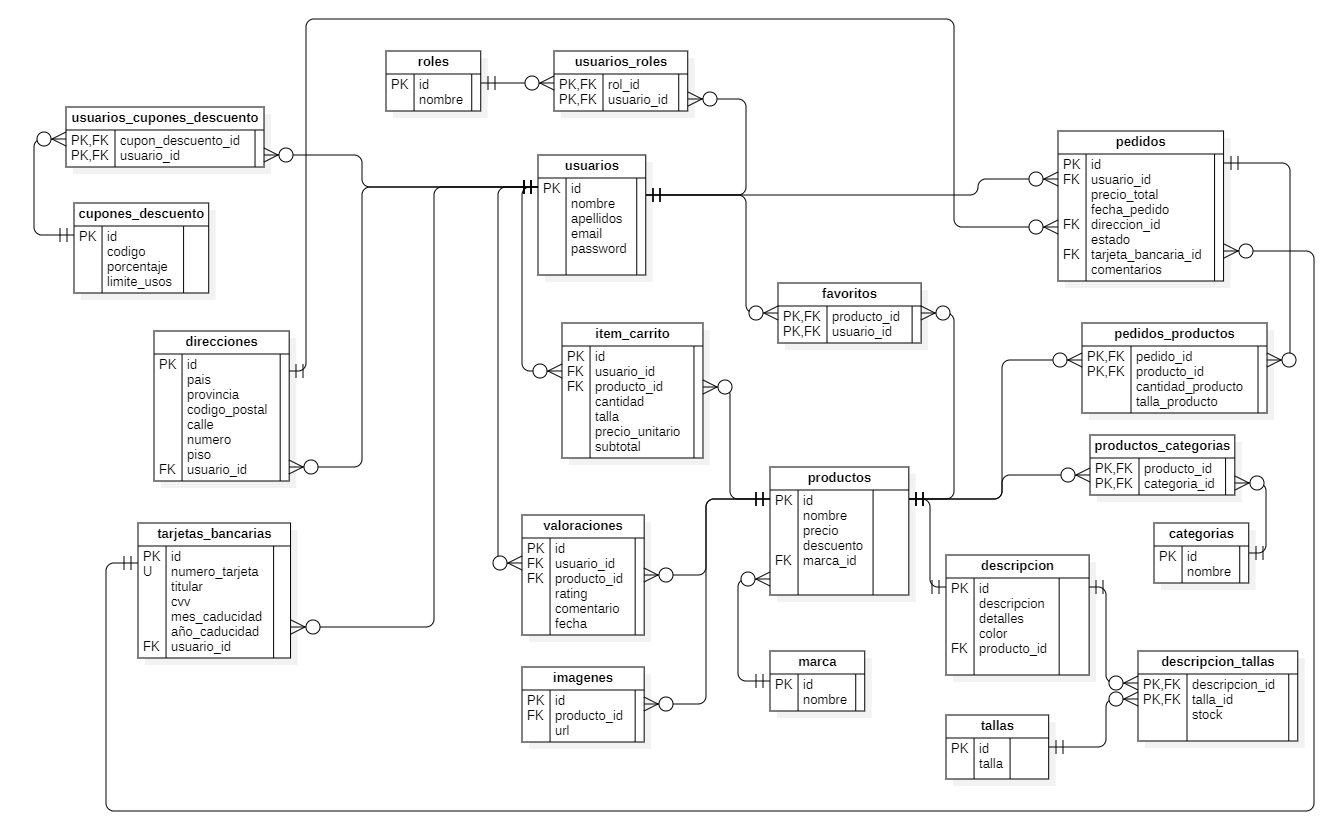 roles
PK id
nombre
usuarios_roles
PK,FK rol_id
PK,FK usuario_id
usuarios_cupones_descuento
PK,FK cupon_descuento_id
PK,FK usuario_id
pedidos
PK id
FK usuario_id
precio_total
fecha_pedido
FK direccion_id
estado
FK tarjeta_bancaria_id
comentarios
usuarios
PK id
nombre
apellidos
email
password
cupones_descuento
PK id
codigo
porcentaje
limite_usos
favoritos
PK,FK producto_id
PK,FK usuario_id
direcciones
PK id
pais
provincia
codigo_postal
calle
numero
piso
FK usuario_id
item_carrito
PK id
FK usuario_id
FK producto_id
cantidad
talla
precio_unitario
subtotal
pedidos_productos
PK,FK pedido_id
PK,FK producto_id
cantidad_producto
talla_producto
productos_categorias
PK,FK producto_id
PK,FK categoria_id
productos
PK id
nombre
precio
descuento
FK marca_id
tarjetas_bancarias
PK id
U numero_tarjeta
titular
cvv
mes_caducidad
año_caducidad
FK usuario_id
valoraciones
PK id
FK usuario_id
FK producto_id
rating
comentario
fecha
categorias
PK id
nombre
descripcion
PK id
descripcion
detalles
color
FK producto_id
imagenes
PK id
FK producto_id
url
marca
PK id
nombre
descripcion_tallas
PK,FK descripcion_id
PK,FK talla_id
stock
tallas
PK id
talla